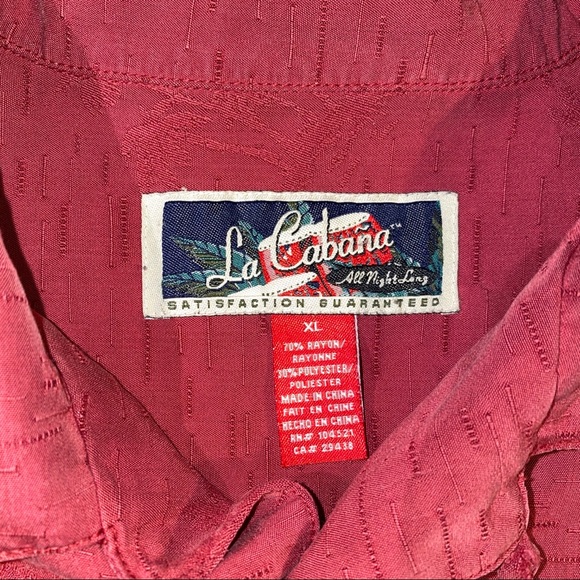 La Cabaña™
All Night Long
SATISFACTION GUARANTEED
XL
70% RAYON/
RAYONNE
30% POLYESTER/
POLIESTER
MADE IN CHINA
FAIT EN CHINE
HECHO EN CHINA
RN# 104521
CA# 29438